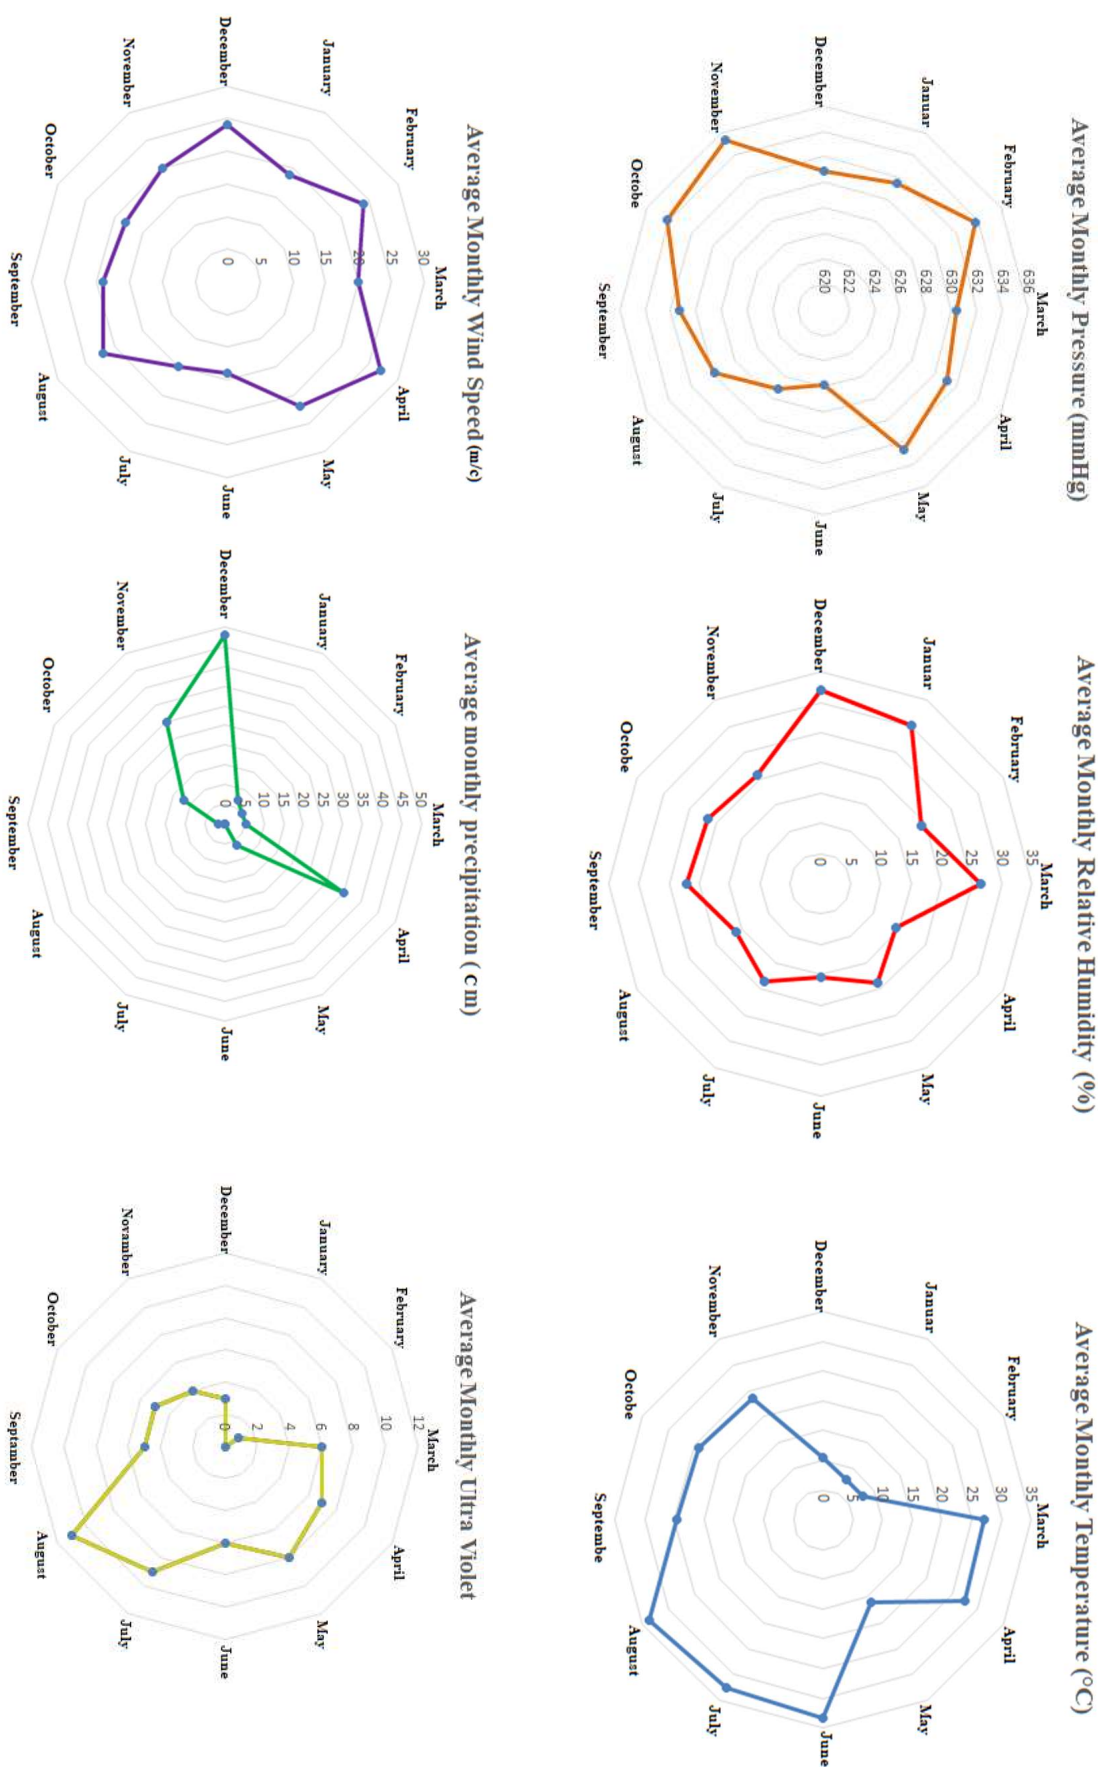 Average Monthly Pressure (mmHg)
March
April
May
June
July
August
September
Octobe
November
December
Januar
February
636
634
632
630
628
626
624
622
620
Average Monthly Relative Humidity (%)
March
April
May
June
July
August
September
Octobe
November
December
Januar
February
35
30
25
20
15
10
5
0
Average Monthly Temperature (°C)
March
April
May
June
July
August
Septembe
Octobe
November
December
Januar
February
35
30
25
20
15
10
5
0
Average Monthly Wind Speed (m/c)
March
April
May
June
July
August
September
October
November
December
January
February
30
25
20
15
10
5
0
Average monthly precipitation ( cm)
March
April
May
June
July
August
September
October
November
December
January
February
50
45
40
35
30
25
20
15
10
5
0
Average Monthly Ultra Violet
March
April
May
June
July
August
Septamber
October
Novamber
December
January
February
12
10
8
6
4
2
0